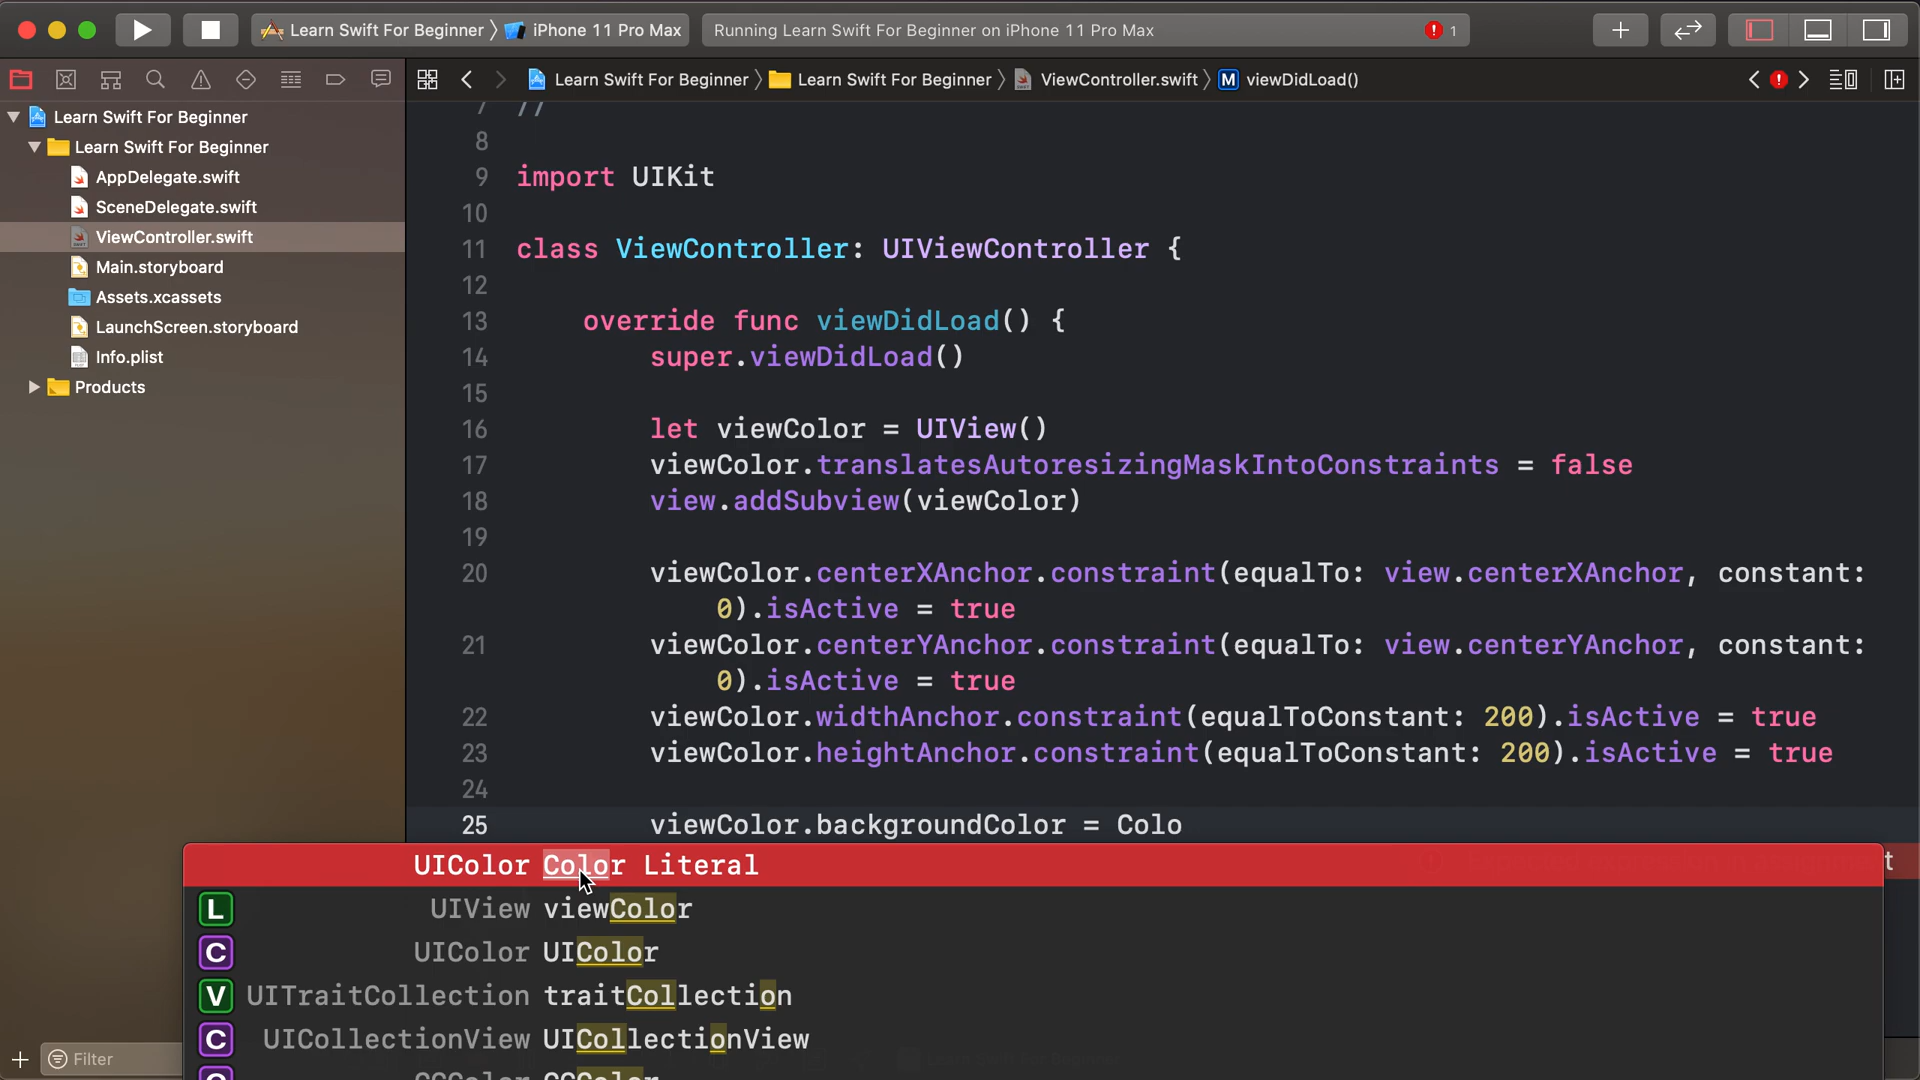 Learn Swift For Beginner
iPhone 11 Pro Max
Running Learn Swift For Beginner on iPhone 11 Pro Max
1
Learn Swift For Beginner
Learn Swift For Beginner
ViewController.swift
M
viewDidLoad()
Learn Swift For Beginner
Learn Swift For Beginner
AppDelegate.swift
SceneDelegate.swift
ViewController.swift
Main.storyboard
Assets.xcassets
LaunchScreen.storyboard
Info.plist
Products
Filter
7 //
8
9 import UIKit
10
11 class ViewController: UIViewController {
12
13 override func viewDidLoad() {
14 super.viewDidLoad()
15
16 let viewColor = UIView()
17 viewColor.translatesAutoresizingMaskIntoConstraints = false
18 view.addSubview(viewColor)
19
20 viewColor.centerXAnchor.constraint(equalTo: view.centerXAnchor, constant:
0).isActive = true
21 viewColor.centerYAnchor.constraint(equalTo: view.centerYAnchor, constant:
0).isActive = true
22 viewColor.widthAnchor.constraint(equalToConstant: 200).isActive = true
23 viewColor.heightAnchor.constraint(equalToConstant: 200).isActive = true
24
25 viewColor.backgroundColor = Colo
UIColor Color Literal
L UIView viewColor
C UIColor UIColor
V UITraitCollection traitCollection
C UICollectionView UICollectionView